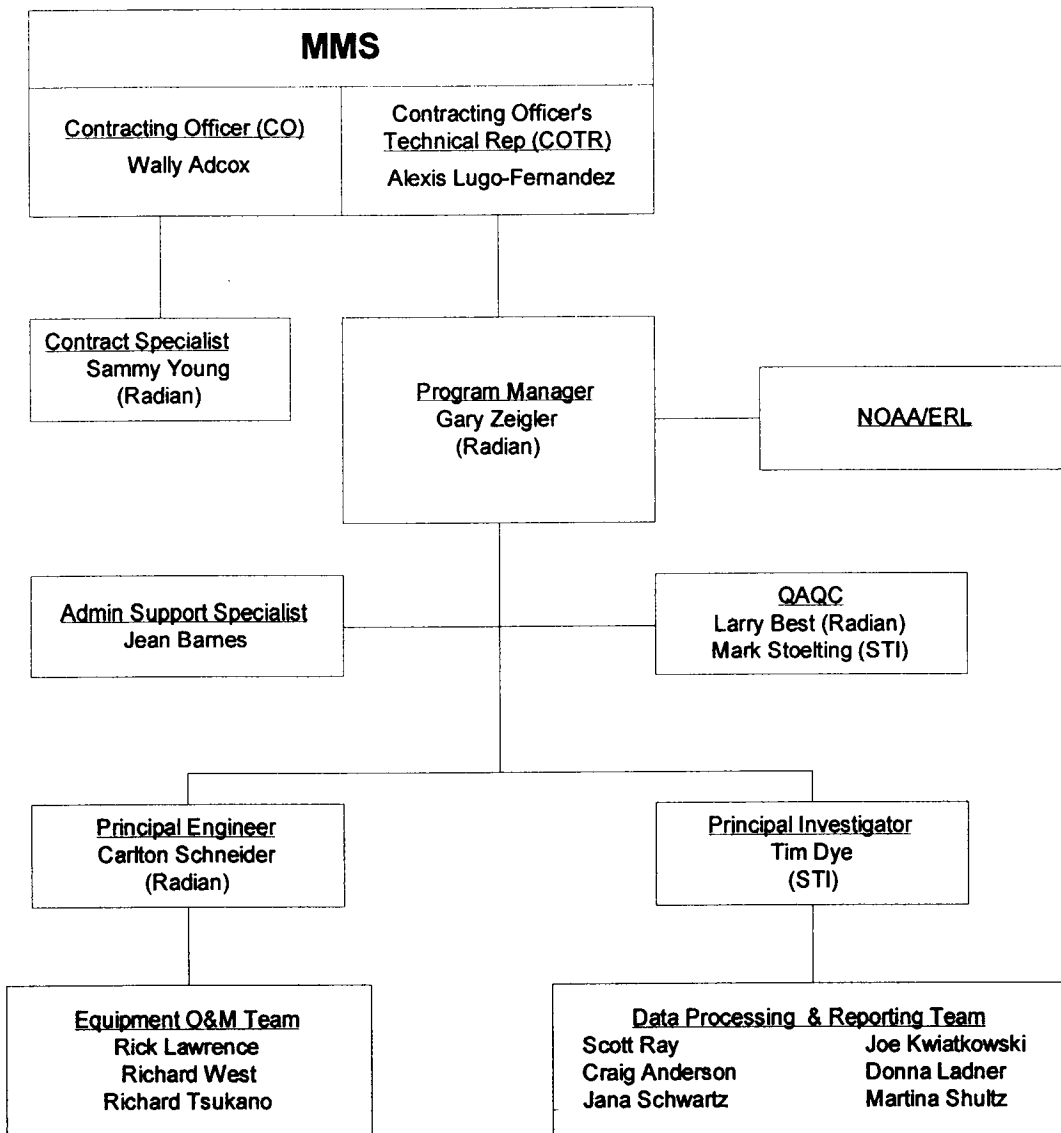 MMS
Contracting Officer (CO)
Wally Adcox
Contracting Officer's
Technical Rep (COTR)
Alexis Lugo-Fernandez
Contract Specialist
Sammy Young
(Radian)
Program Manager
Gary Zeigler
(Radian)
NOAA/ERL
Admin Support Specialist
Jean Barnes
QAQC
Larry Best (Radian)
Mark Stoelting (STI)
Principal Engineer
Carlton Schneider
(Radian)
Principal Investigator
Tim Dye
(STI)
Equipment O&M Team
Rick Lawrence
Richard West
Richard Tsukano
Data Processing & Reporting Team
Scott Ray Joe Kwiatkowski
Craig Anderson Donna Ladner
Jana Schwartz Martina Shultz